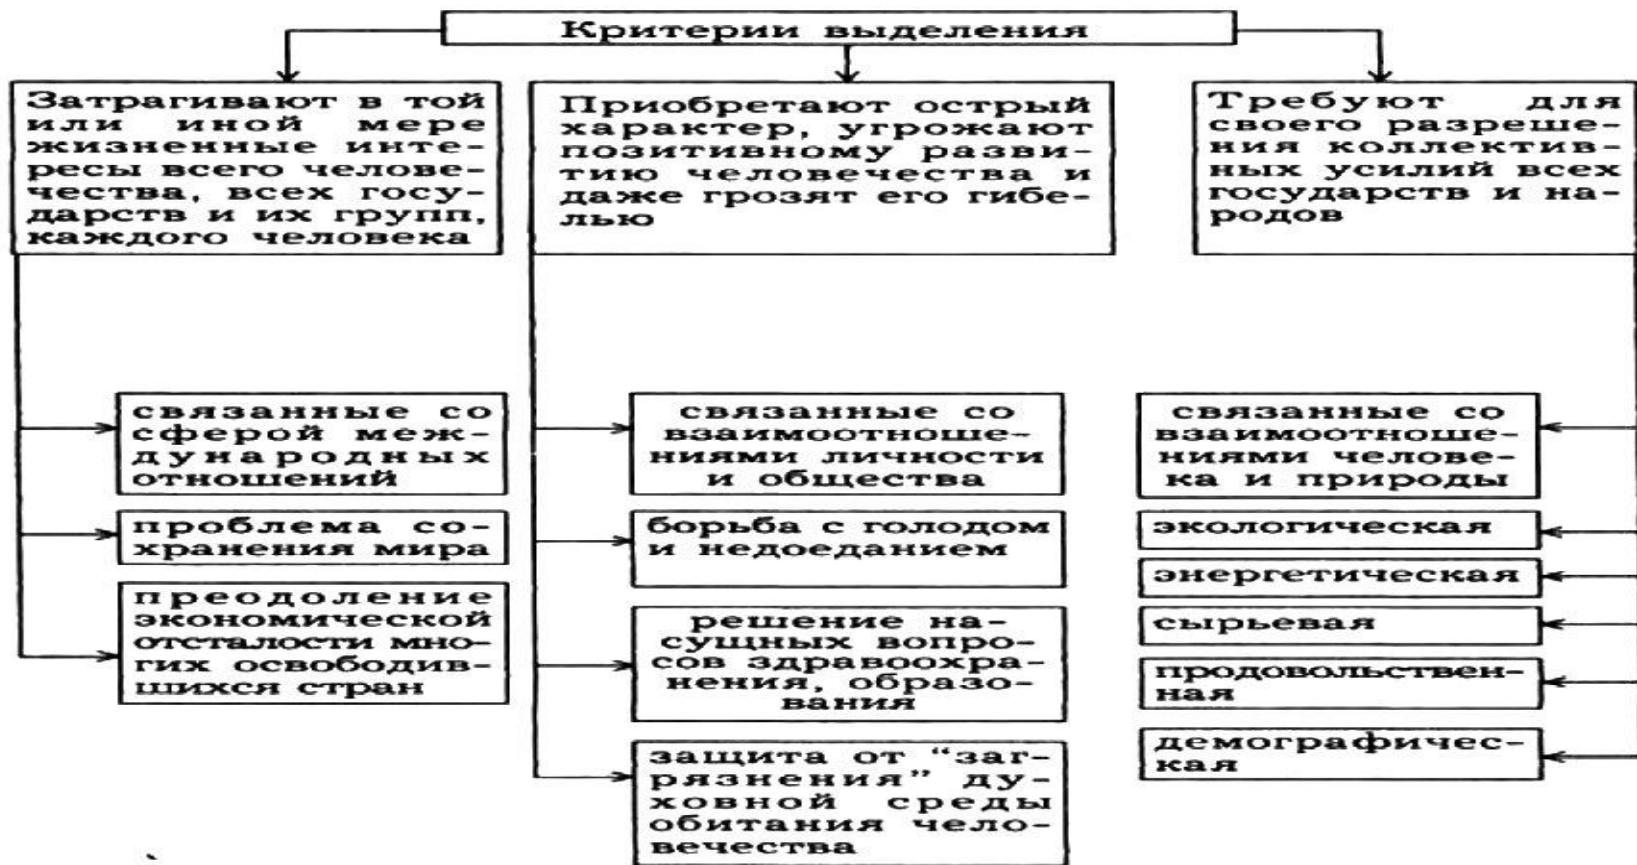 Критерии выделения
Затрагивают в той
или иной мере
жизненные инте-
ресы всего челове-
чества, всех госу-
дарств и их групп,
каждого человека
Приобретают острый
характер, угрожают
позитивному разви-
тию человечества и
даже грозят его гибе-
лью
Требуют для
своего разреше-
ния коллектив-
ных усилий всех
государств и на-
родов
связанные со
сферой меж-
дународных
отношений
проблема со-
хранения мира
преодоление
экономической
отсталости мно-
гих освободив-
шихся стран
связанные со
взаимоотноше-
ниями личности
и общества
борьба с голодом
и недоеданием
решение на-
сущных вопро-
сов здравоохра-
нения, образо-
вания
защита от “заг-
рязнения” ду-
ховной среды
обитания чело-
вечества
связанные со
взаимоотноше-
ниями челове-
ка и природы
экологическая
энергетическая
сырьевая
продовольствен-
ная
демографичес-
кая